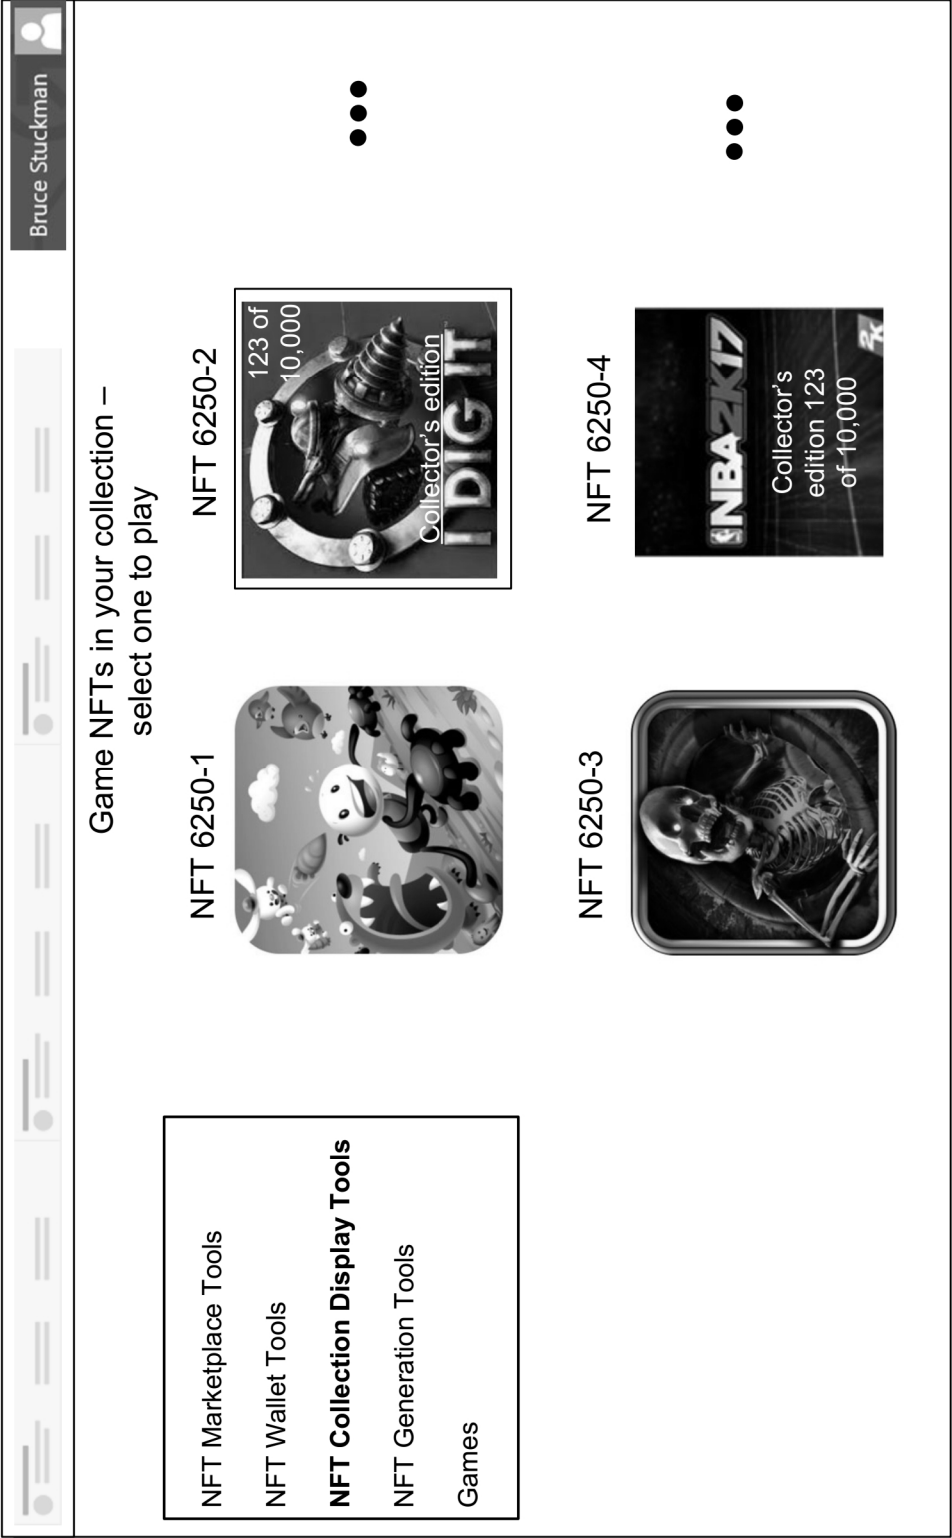 Bruce Stuckman
Game NFTs in your collection –
select one to play
NFT Marketplace Tools
NFT Wallet Tools
NFT Collection Display Tools
NFT Generation Tools
Games
NFT 6250-1
NFT 6250-2
123 of
10,000
Collector's edition
I DIG IT
NFT 6250-3
NFT 6250-4
NBA2K17
Collector's
edition 123
of 10,000
2K